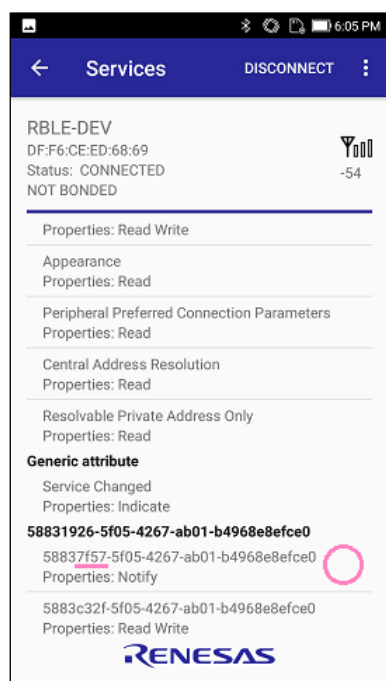 6:05 PM
Services DISCONNECT
RBLE-DEV
DF:F6:CE:ED:68:69
Status: CONNECTED -54
NOT BONDED
Properties: Read Write
Appearance
Properties: Read
Peripheral Preferred Connection Parameters
Properties: Read
Central Address Resolution
Properties: Read
Resolvable Private Address Only
Properties: Read
Generic attribute
Service Changed
Properties: Indicate
58831926-5f05-4267-ab01-b4968e8efce0
58837f57-5f05-4267-ab01-b4968e8efce0
Properties: Notify
5883c32f-5f05-4267-ab01-b4968e8efce0
Properties: Read Write
RENESAS